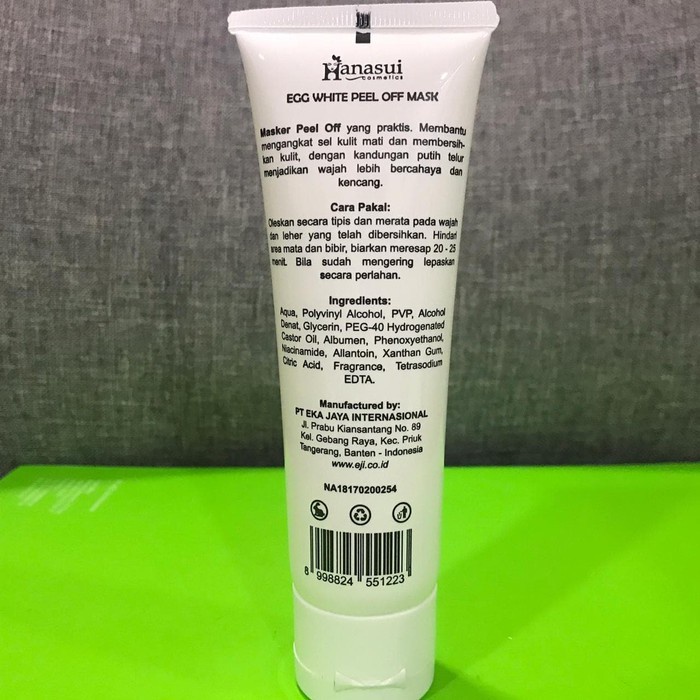 Hanasui
cosmetics
EGG WHITE PEEL OFF MASK
Masker Peel Off yang praktis. Membantu
mengangkat sel kulit mati dan membersih-
kan kulit, dengan kandungan putih telur
menjadikan wajah lebih bercahaya dan
kencang.
Cara Pakai:
Oleskan secara tipis dan merata pada wajah
dan leher yang telah dibersihkan. Hindari
area mata dan bibir, biarkan meresap 20 - 25
menit. Bila sudah mengering lepaskan
secara perlahan.
Ingredients:
Aqua, Polyvinyl Alcohol, PVP, Alcohol
Denat, Glycerin, PEG-40 Hydrogenated
Castor Oil, Albumen, Phenoxyethanol,
Niacinamide, Allantoin, Xanthan Gum,
Citric Acid, Fragrance, Tetrasodium
EDTA.
Manufactured by:
PT EKA JAYA INTERNASIONAL
Jl. Prabu Kiansantang No. 89
Kel. Gebang Raya, Kec. Priuk
Tangerang, Banten - Indonesia
www.eji.co.id
NA18170200254
8 998824 551223